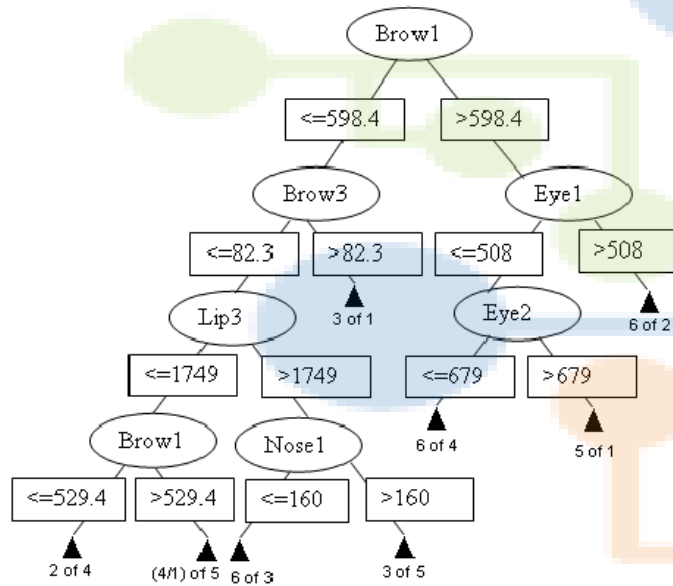 Brow1
<=598.4 >598.4
Brow3 Eye1
<=82.3 >82.3 <=508 >508
Lip3 3 of 1 Eye2 6 of 2
<=1749 >1749 <=679 >679
Brow1 Nose1 6 of 4 5 of 1
<=529.4 >529.4 <=160 >160
2 of 4 (4/1) of 5 6 of 3 3 of 5